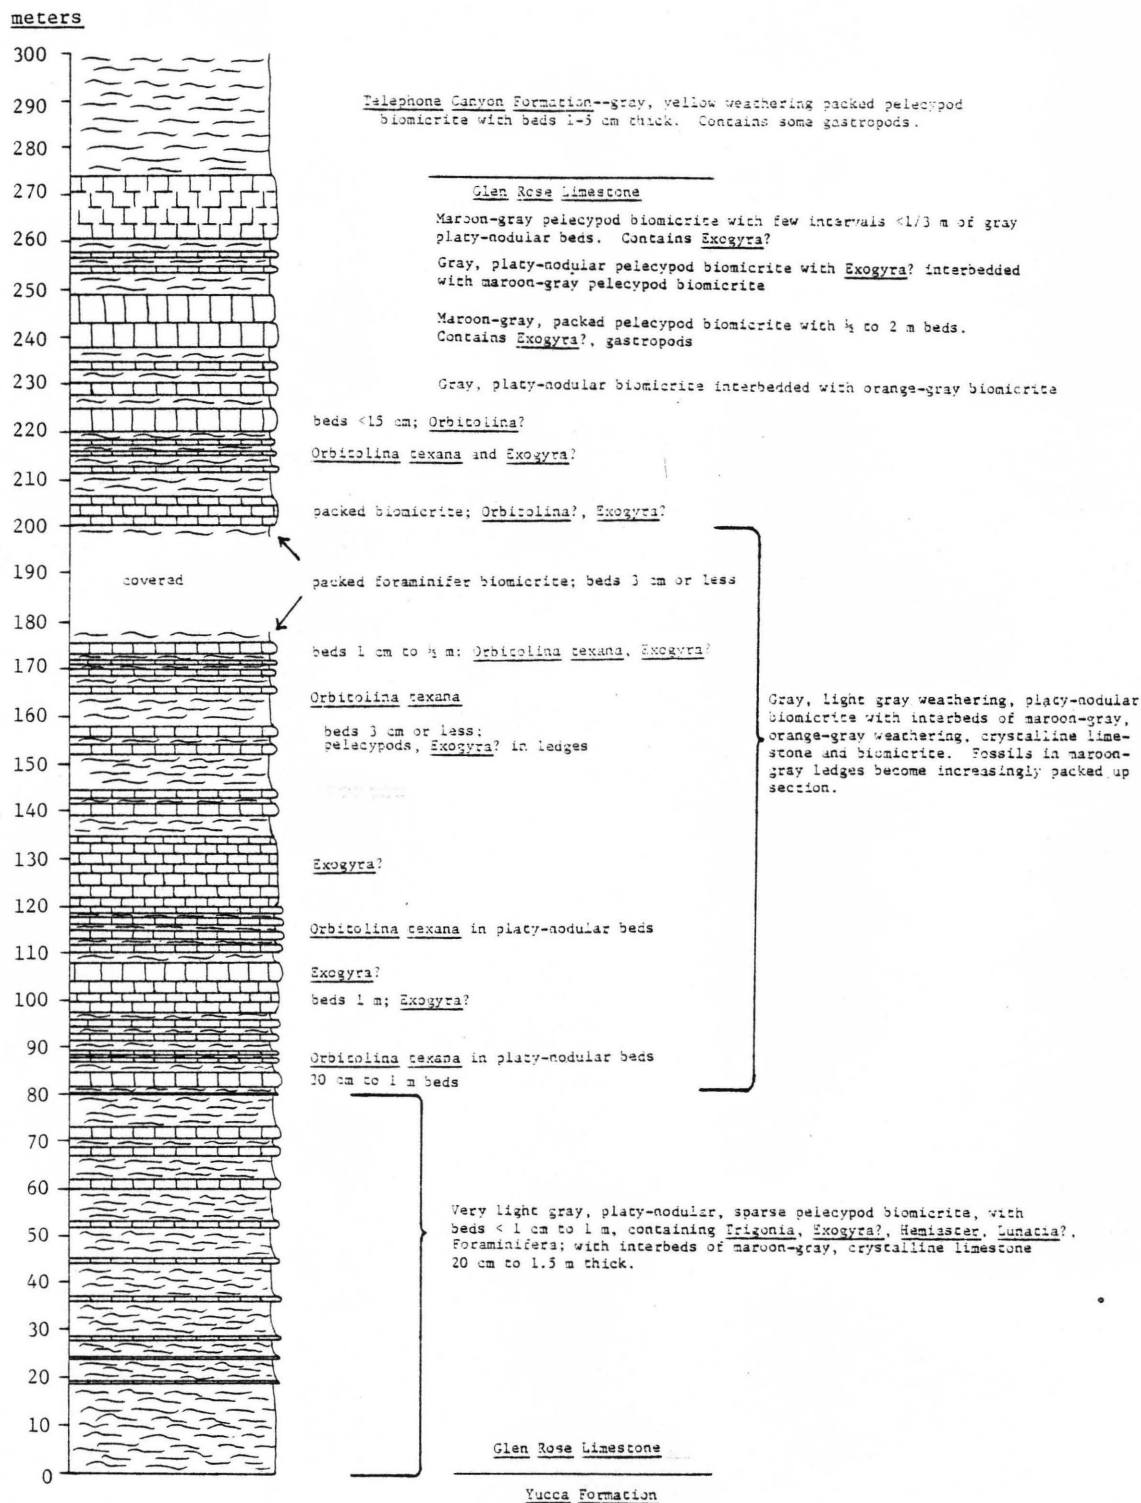 meters
300
290
280
270
260
250
240
230
220
210
200
190
180
170
160
150
140
130
120
110
100
90
80
70
60
50
40
30
20
10
0
covered
Telephone Canyon Formation--gray, yellow weathering packed pelecypod
biomicrite with beds 1-5 cm thick. Contains some gastropods.
Glen Rose Limestone
Maroon-gray pelecypod biomicrite with few intervals <1/3 m of gray
platy-nodular beds. Contains Exogyra?
Gray, platy-nodular pelecypod biomicrite with Exogyra? interbedded
with maroon-gray pelecypod biomicrite
Maroon-gray, packed pelecypod biomicrite with ½ to 2 m beds.
Contains Exogyra?, gastropods
Gray, platy-nodular biomicrite interbedded with orange-gray biomicrite
beds <15 cm; Orbitolina?
Orbitolina texana and Exogyra?
packed biomicrite; Orbitolina?, Exogyra?
packed foraminifer biomicrite; beds 3 cm or less
beds 1 cm to ½ m; Orbitolina texana, Exogyra?
Orbitolina texana
beds 3 cm or less;
pelecypods, Exogyra? in ledges
Gray, light gray weathering, platy-nodular
biomicrite with interbeds of maroon-gray,
orange-gray weathering, crystalline lime-
stone and biomicrite. Fossils in maroon-
gray ledges become increasingly packed up
section.
Exogyra?
Orbitolina texana in platy-nodular beds
Exogyra?
beds 1 m; Exogyra?
Orbitolina texana in platy-nodular beds
20 cm to 1 m beds
Very light gray, platy-nodular, sparse pelecypod biomicrite, with
beds < 1 cm to 1 m, containing Trigonia, Exogyra?, Hemiaster, Lunatia?,
Foraminifera; with interbeds of maroon-gray, crystalline limestone
20 cm to 1.5 m thick.
Glen Rose Limestone
Yucca Formation